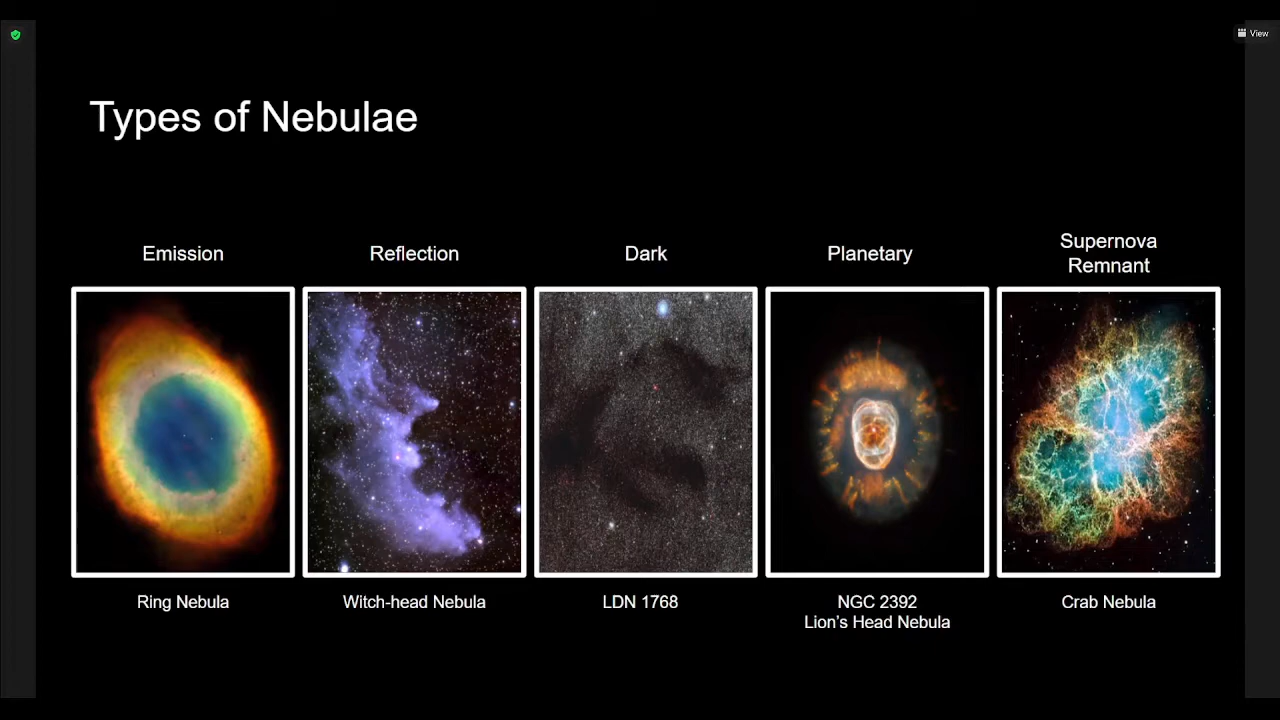 View
Types of Nebulae
Emission
Reflection
Dark
Planetary
Supernova
Remnant
Ring Nebula
Witch-head Nebula
LDN 1768
NGC 2392
Lion's Head Nebula
Crab Nebula